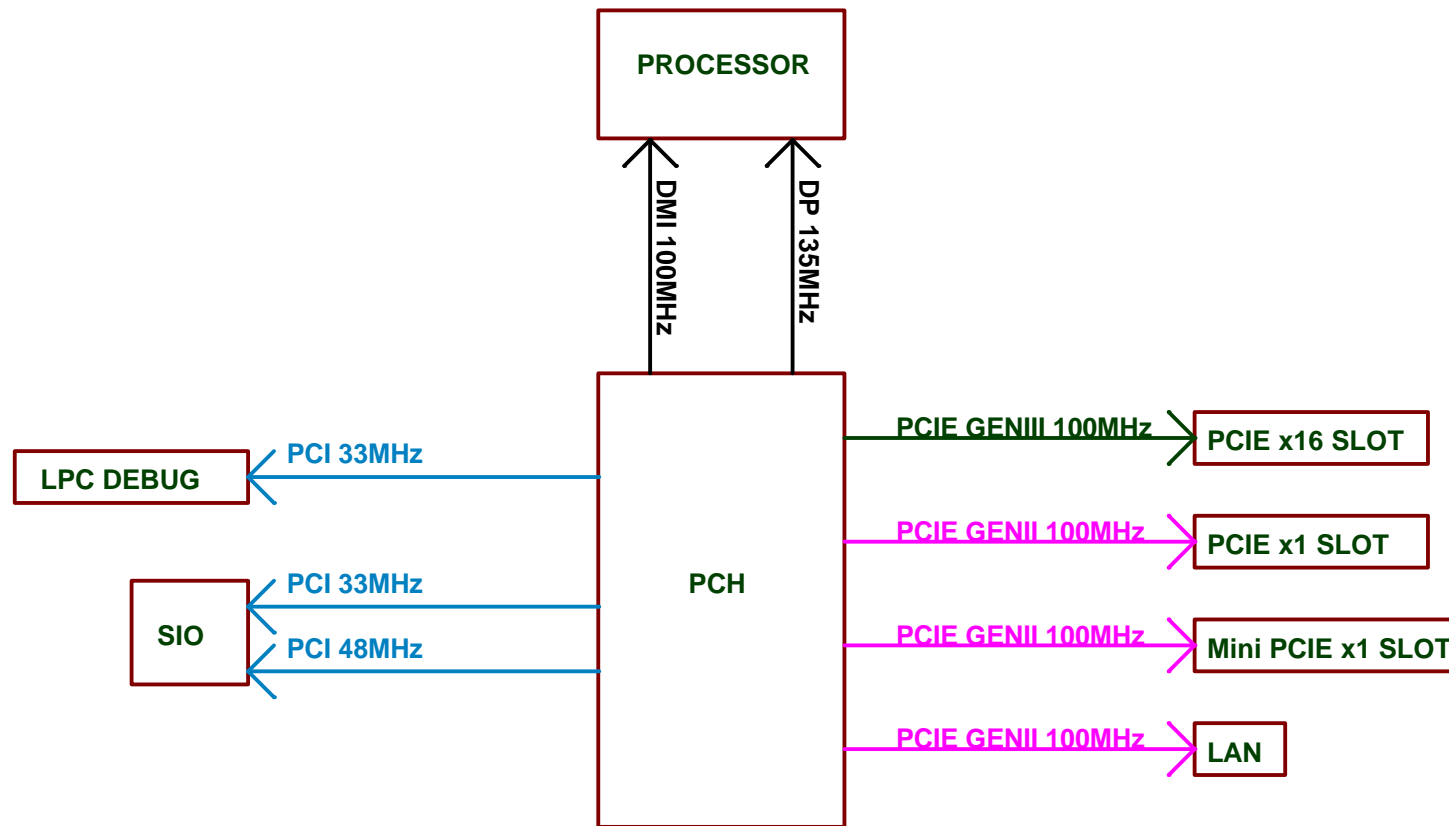 PROCESSOR
DMI 100MHz
DP 135MHz
PCI 33MHz
LPC DEBUG
PCI 33MHz
SIO
PCI 48MHz
PCH
PCIE GENIII 100MHz
PCIE x16 SLOT
PCIE GENII 100MHz
PCIE x1 SLOT
PCIE GENII 100MHz
Mini PCIE x1 SLOT
PCIE GENII 100MHz
LAN